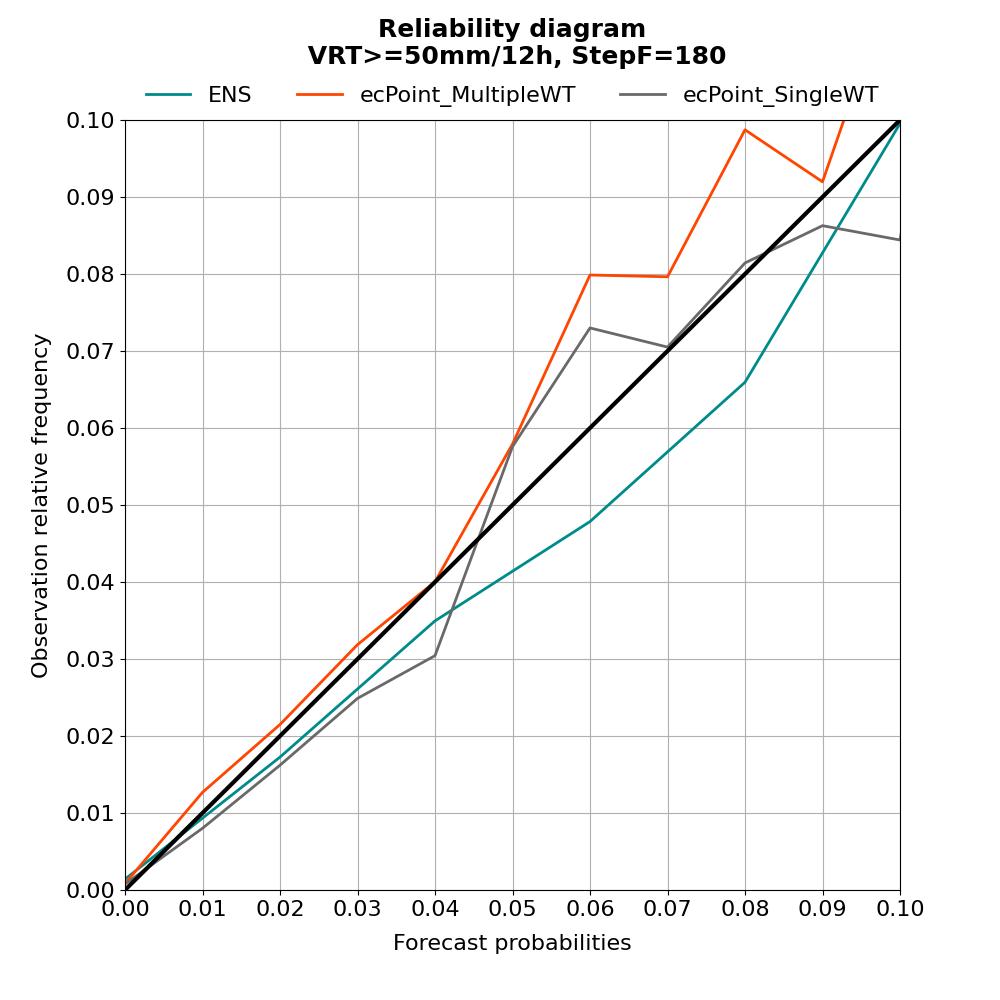 Reliability diagram
VRT>=50mm/12h, StepF=180
ENS ecPoint_MultipleWT ecPoint_SingleWT
0.10
0.09
0.08
0.07
0.06
0.05
0.04
0.03
0.02
0.01
0.00
Observation relative frequency
0.00 0.01 0.02 0.03 0.04 0.05 0.06 0.07 0.08 0.09 0.10
Forecast probabilities